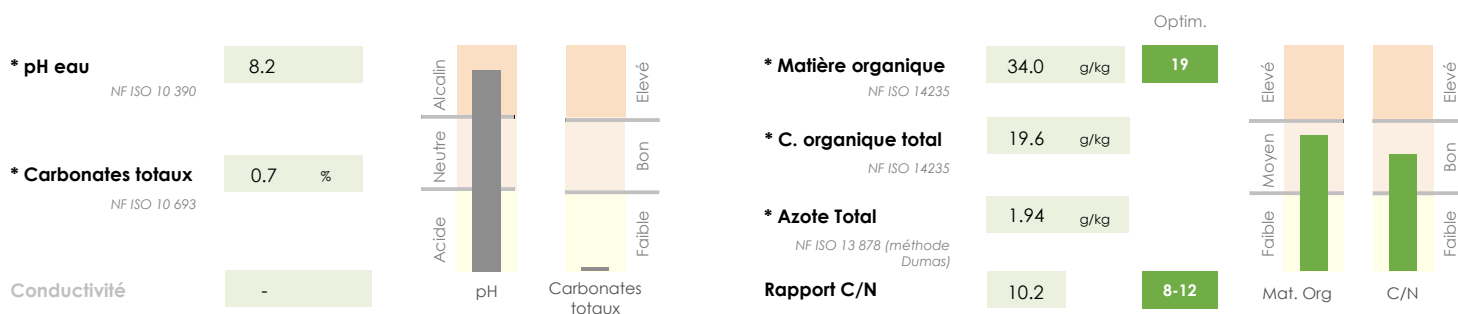 * pH eau 8.2
NF ISO 10 390
* Carbonates totaux 0.7 %
NF ISO 10 693
Conductivité -
Alcalin
Neutre
Acide
pH
Elevé
Bon
Faible
Carbonates
totaux
Optim.
* Matière organique 34.0 g/kg 19
NF ISO 14235
* C. organique total 19.6 g/kg
NF ISO 14235
* Azote Total 1.94 g/kg
NF ISO 13 878 (méthode
Dumas)
Rapport C/N 10.2 8-12
Elevé
Moyen
Faible
Mat. Org
Elevé
Bon
Faible
C/N